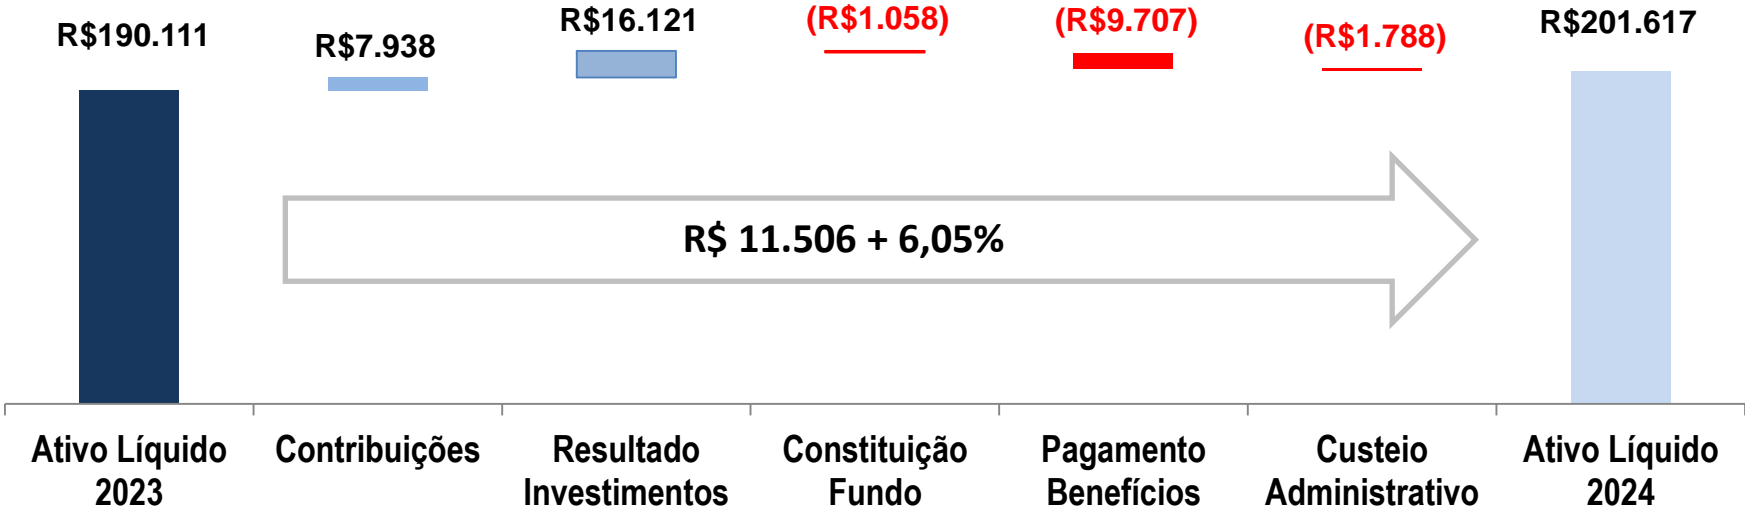 R$190.111
R$7.938
R$16.121
(R$1.058)
(R$9.707)
(R$1.788)
R$201.617
R$ 11.506 + 6,05%
Ativo Líquido
2023
Contribuições
Resultado
Investimentos
Constituição
Fundo
Pagamento
Benefícios
Custeio
Administrativo
Ativo Líquido
2024